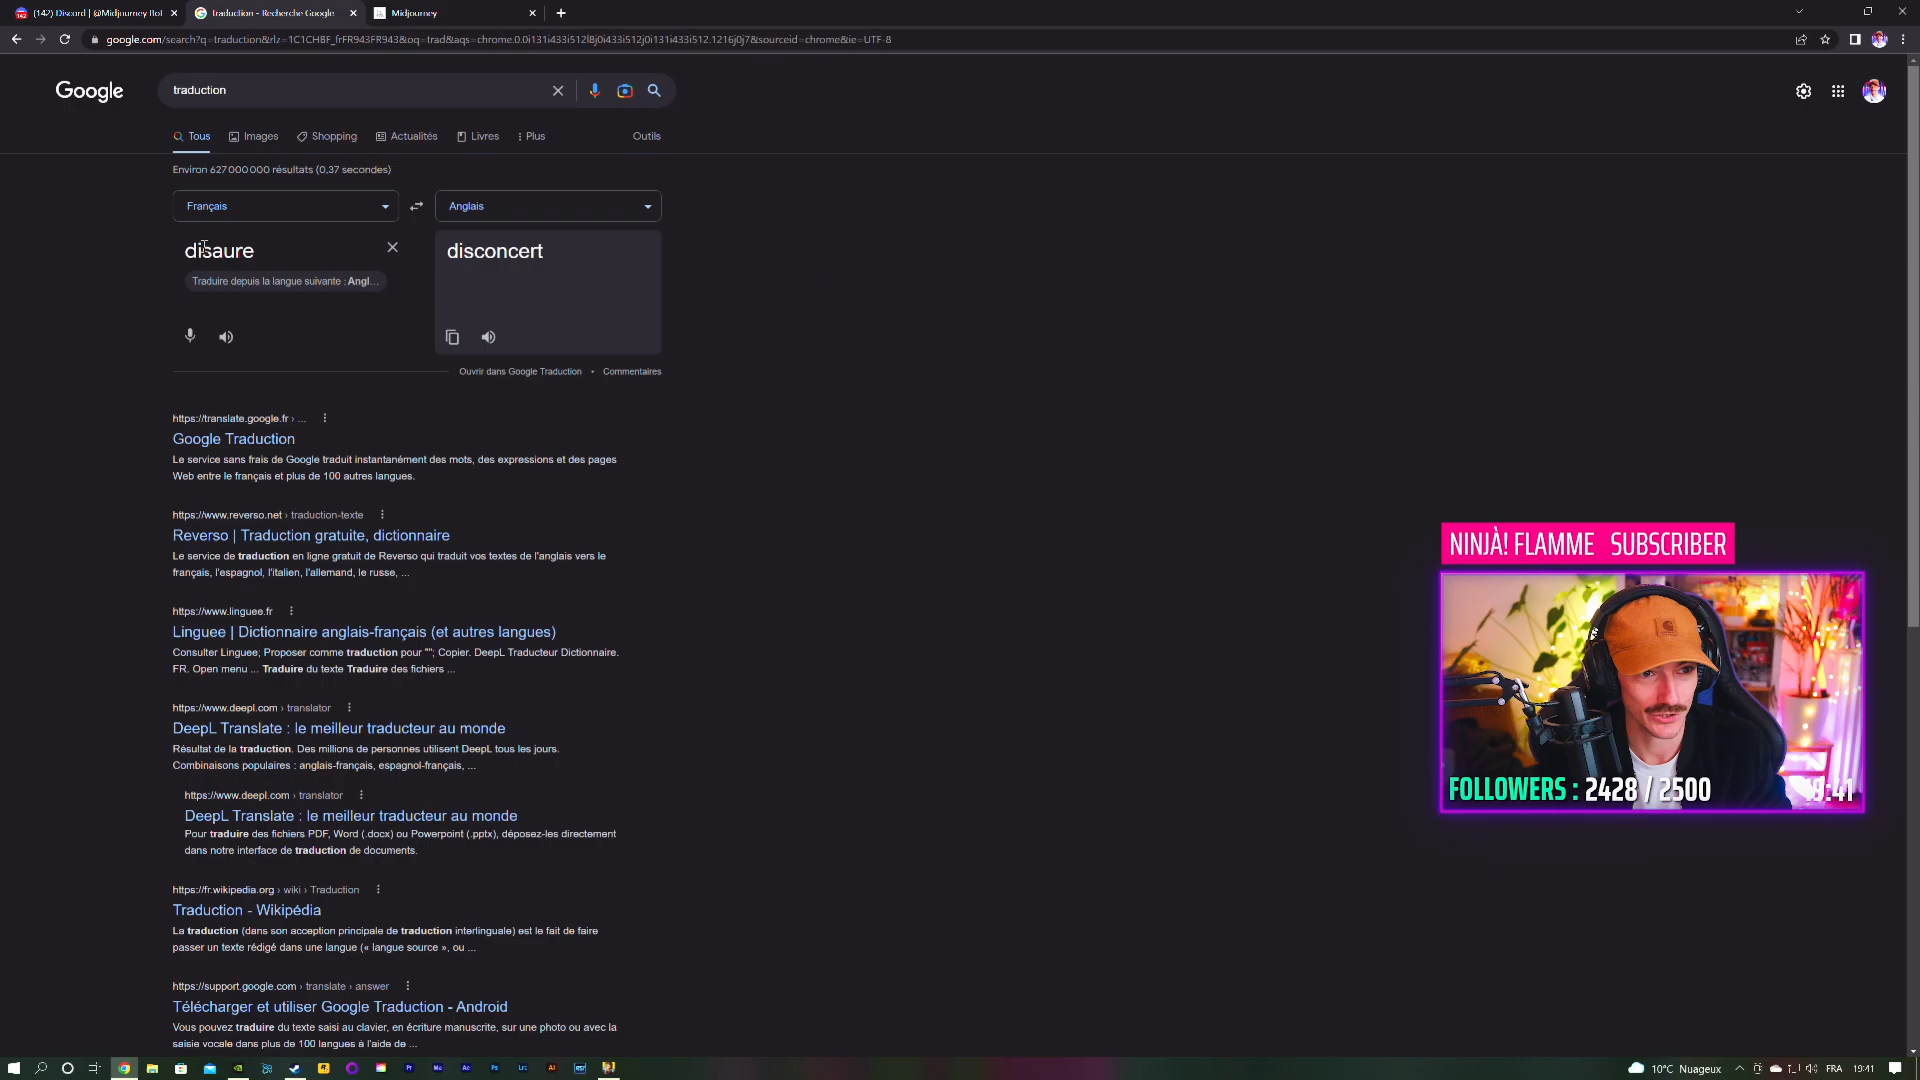 (142) Discord | @Midjourney Bot
traduction - Recherche Google
Midjourney
google.com/search?q=traduction&rlz=1C1CHBF_frFR943FR943&oq=trad&aqs=chrome.0.0i131i433i512l8j0i433i512j0i131i433i512.1216j0j7&sourceid=chrome&ie=UTF-8
Google
traduction
Tous
Images
Shopping
Actualités
Livres
Plus
Outils
Environ 627 000 000 résultats (0,37 secondes)
Français
Anglais
disaure
disconcert
Traduire depuis la langue suivante : Angl...
Ouvrir dans Google Traduction • Commentaires
https://translate.google.fr › ...
Google Traduction
Le service sans frais de Google traduit instantanément des mots, des expressions et des pages
Web entre le français et plus de 100 autres langues.
https://www.reverso.net › traduction-texte
Reverso | Traduction gratuite, dictionnaire
Le service de traduction en ligne gratuit de Reverso qui traduit vos textes de l'anglais vers le
français, l'espagnol, l'italien, l'allemand, le russe, ...
https://www.linguee.fr
Linguee | Dictionnaire anglais-français (et autres langues)
Consulter Linguee; Proposer comme traduction pour ""; Copier. DeepL Traducteur Dictionnaire.
FR. Open menu ... Traduire du texte Traduire des fichiers ...
https://www.deepl.com › translator
DeepL Translate : le meilleur traducteur au monde
Résultat de la traduction. Des millions de personnes utilisent DeepL tous les jours.
Combinaisons populaires : anglais-français, espagnol-français, ...
https://www.deepl.com › translator
DeepL Translate : le meilleur traducteur au monde
Pour traduire des fichiers PDF, Word (.docx) ou Powerpoint (.pptx), déposez-les directement
dans notre interface de traduction de documents.
https://fr.wikipedia.org › wiki › Traduction
Traduction - Wikipédia
La traduction (dans son acception principale de traduction interlinguale) est le fait de faire
passer un texte rédigé dans une langue (« langue source », ou ...
https://support.google.com › translate › answer
Télécharger et utiliser Google Traduction - Android
Vous pouvez traduire du texte saisi au clavier, en écriture manuscrite, sur une photo ou avec la
saisie vocale dans plus de 100 langues à l'aide de ...
NINJÀ! FLAMME SUBSCRIBER
FOLLOWERS : 2428 / 2500
10°C Nuageux
FRA
19:41